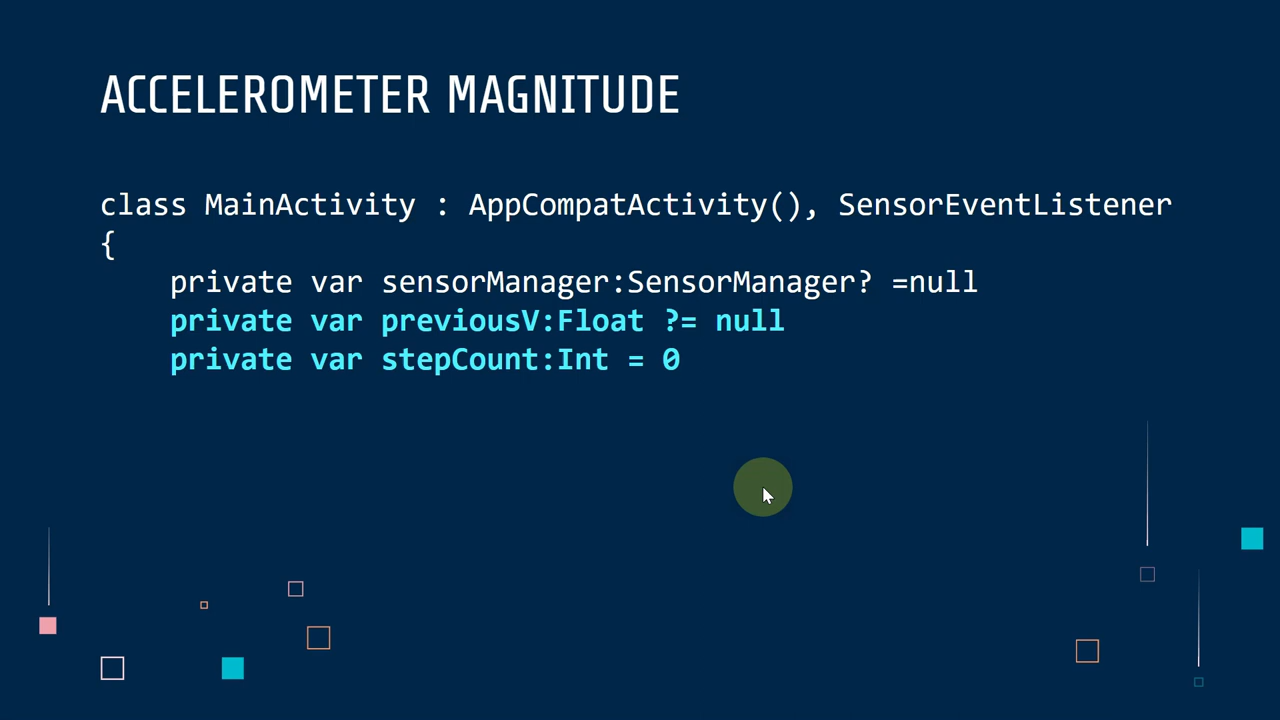 ACCELEROMETER MAGNITUDE
class MainActivity : AppCompatActivity(), SensorEventListener
{
private var sensorManager:SensorManager? =null
private var previousV:Float ?= null
private var stepCount:Int = 0